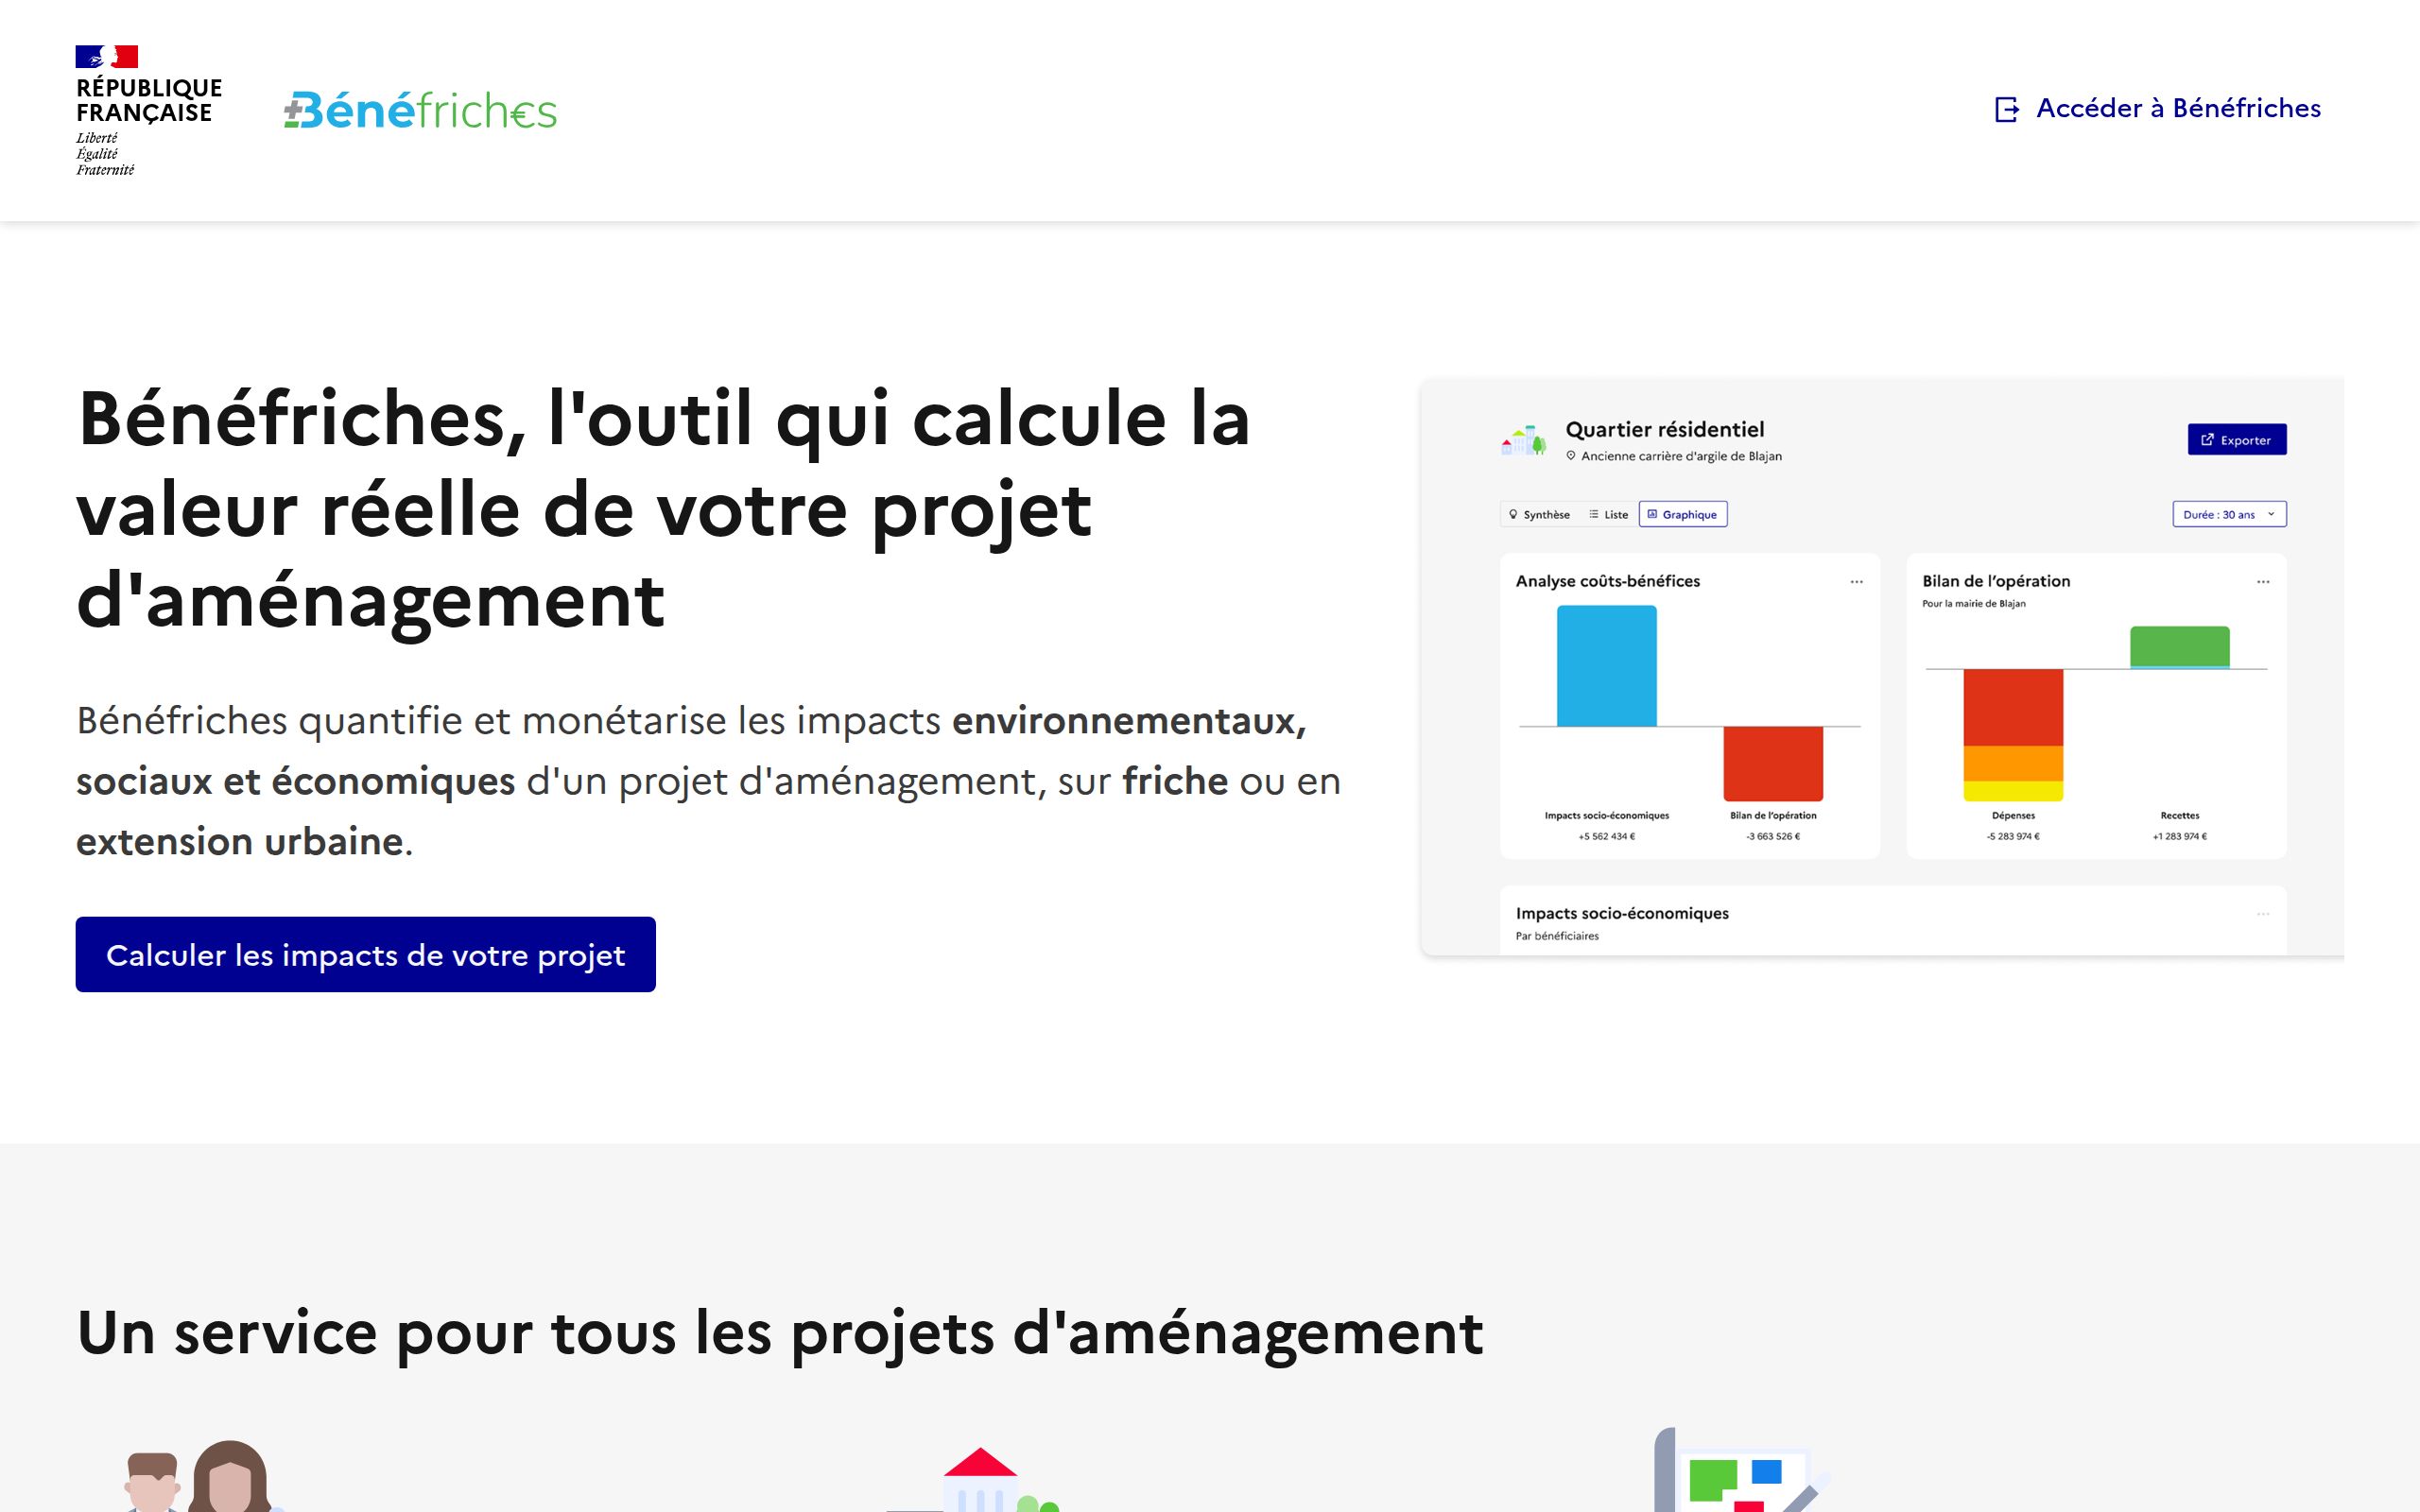 RÉPUBLIQUE
FRANÇAISE
Liberté
Égalité
Fraternité
Bénéfrich€s
Accéder à Bénéfriches
Bénéfriches, l'outil qui calcule la
valeur réelle de votre projet
d'aménagement
Bénéfriches quantifie et monétarise les impacts environnementaux,
sociaux et économiques d'un projet d'aménagement, sur friche ou en
extension urbaine.
Calculer les impacts de votre projet
Quartier résidentiel
Ancienne carrière d'argile de Blajan
Exporter
Synthèse
Liste
Graphique
Durée : 30 ans
Analyse coûts-bénéfices
Impacts socio-économiques
+5 562 434 €
Bilan de l'opération
-3 663 526 €
Bilan de l’opération
Pour la mairie de Blajan
Dépenses
-5 283 974 €
Recettes
+1 283 974 €
Impacts socio-économiques
Par bénéficiaires
Un service pour tous les projets d'aménagement